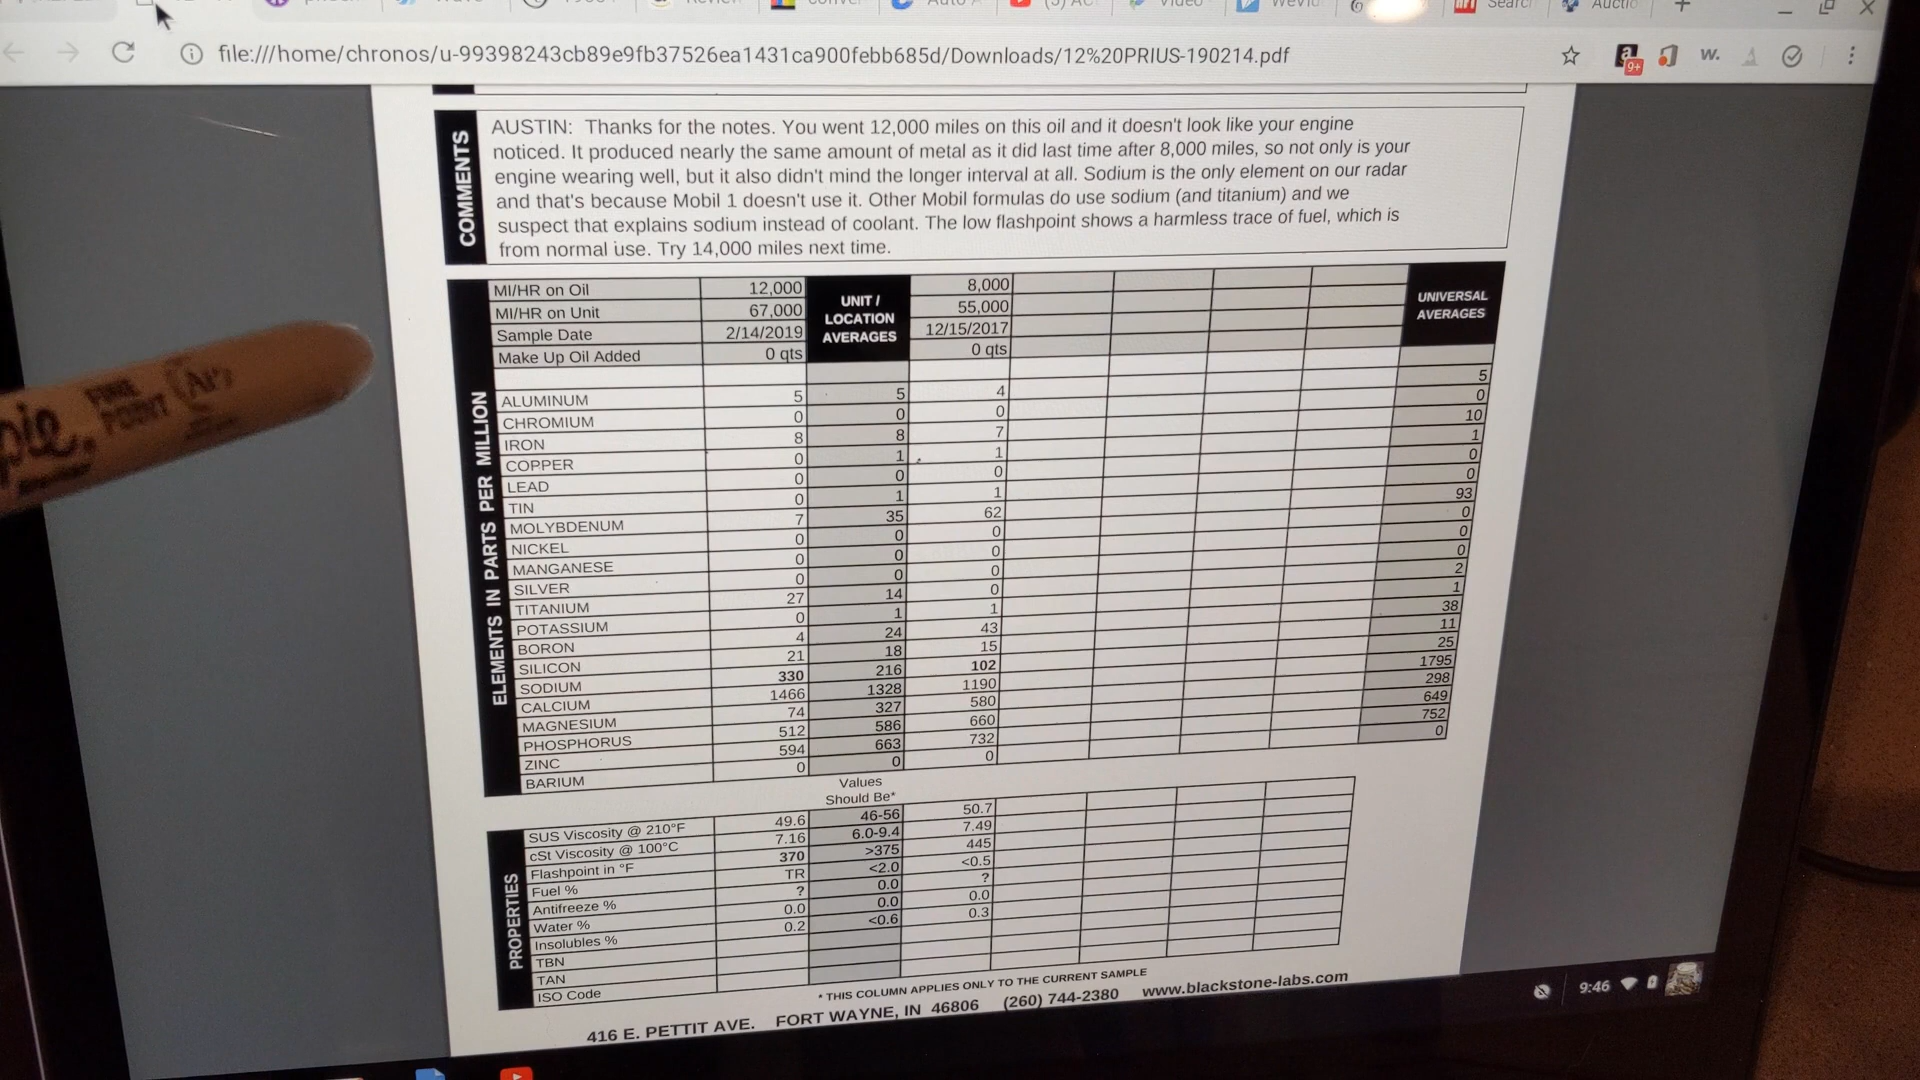 file:///home/chronos/u-99398243cb89e9fb37526ea1431ca900febb685d/Downloads/12%20PRIUS-190214.pdf
9+
w.
COMMENTS
AUSTIN: Thanks for the notes. You went 12,000 miles on this oil and it doesn't look like your engine
noticed. It produced nearly the same amount of metal as it did last time after 8,000 miles, so not only is your
engine wearing well, but it also didn't mind the longer interval at all. Sodium is the only element on our radar
and that's because Mobil 1 doesn't use it. Other Mobil formulas do use sodium (and titanium) and we
suspect that explains sodium instead of coolant. The low flashpoint shows a harmless trace of fuel, which is
from normal use. Try 14,000 miles next time.
MI/HR on Oil 12,000 UNIT / LOCATION AVERAGES 8,000 UNIVERSAL AVERAGES
MI/HR on Unit 67,000 55,000
Sample Date 2/14/2019 12/15/2017
Make Up Oil Added 0 qts 0 qts
ELEMENTS IN PARTS PER MILLION
ALUMINUM 5 5 4 5
CHROMIUM 0 0 0 0
IRON 8 8 7 10
COPPER 0 1 1 1
LEAD 0 0 0 0
TIN 0 1 1 0
MOLYBDENUM 7 35 62 93
NICKEL 0 0 0 0
MANGANESE 0 0 0 0
SILVER 0 0 0 0
TITANIUM 27 14 0 2
POTASSIUM 0 1 1 1
BORON 4 24 43 38
SILICON 21 18 15 11
SODIUM 330 216 102 25
CALCIUM 1466 1328 1190 1795
MAGNESIUM 74 327 580 298
PHOSPHORUS 512 586 660 649
ZINC 594 663 732 752
BARIUM 0 0 0 0
Values
Should Be*
PROPERTIES
SUS Viscosity @ 210°F 49.6 46-56 50.7
cSt Viscosity @ 100°C 7.16 6.0-9.4 7.49
Flashpoint in °F 370 >375 445
Fuel % TR <2.0 <0.5
Antifreeze % ? 0.0 ?
Water % 0.0 0.0 0.0
Insolubles % 0.2 <0.6 0.3
TBN
TAN
ISO Code
* THIS COLUMN APPLIES ONLY TO THE CURRENT SAMPLE
416 E. PETTIT AVE. FORT WAYNE, IN 46806 (260) 744-2380 www.blackstone-labs.com
9:46